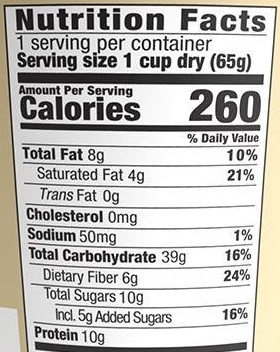 Nutrition Facts
1 serving per container
Serving size 1 cup dry (65g)
Amount Per Serving
Calories 260
% Daily Value
Total Fat 8g 10%
Saturated Fat 4g 21%
Trans Fat 0g
Cholesterol 0mg
Sodium 50mg 1%
Total Carbohydrate 39g 16%
Dietary Fiber 6g 24%
Total Sugars 10g
Incl. 5g Added Sugars 16%
Protein 10g